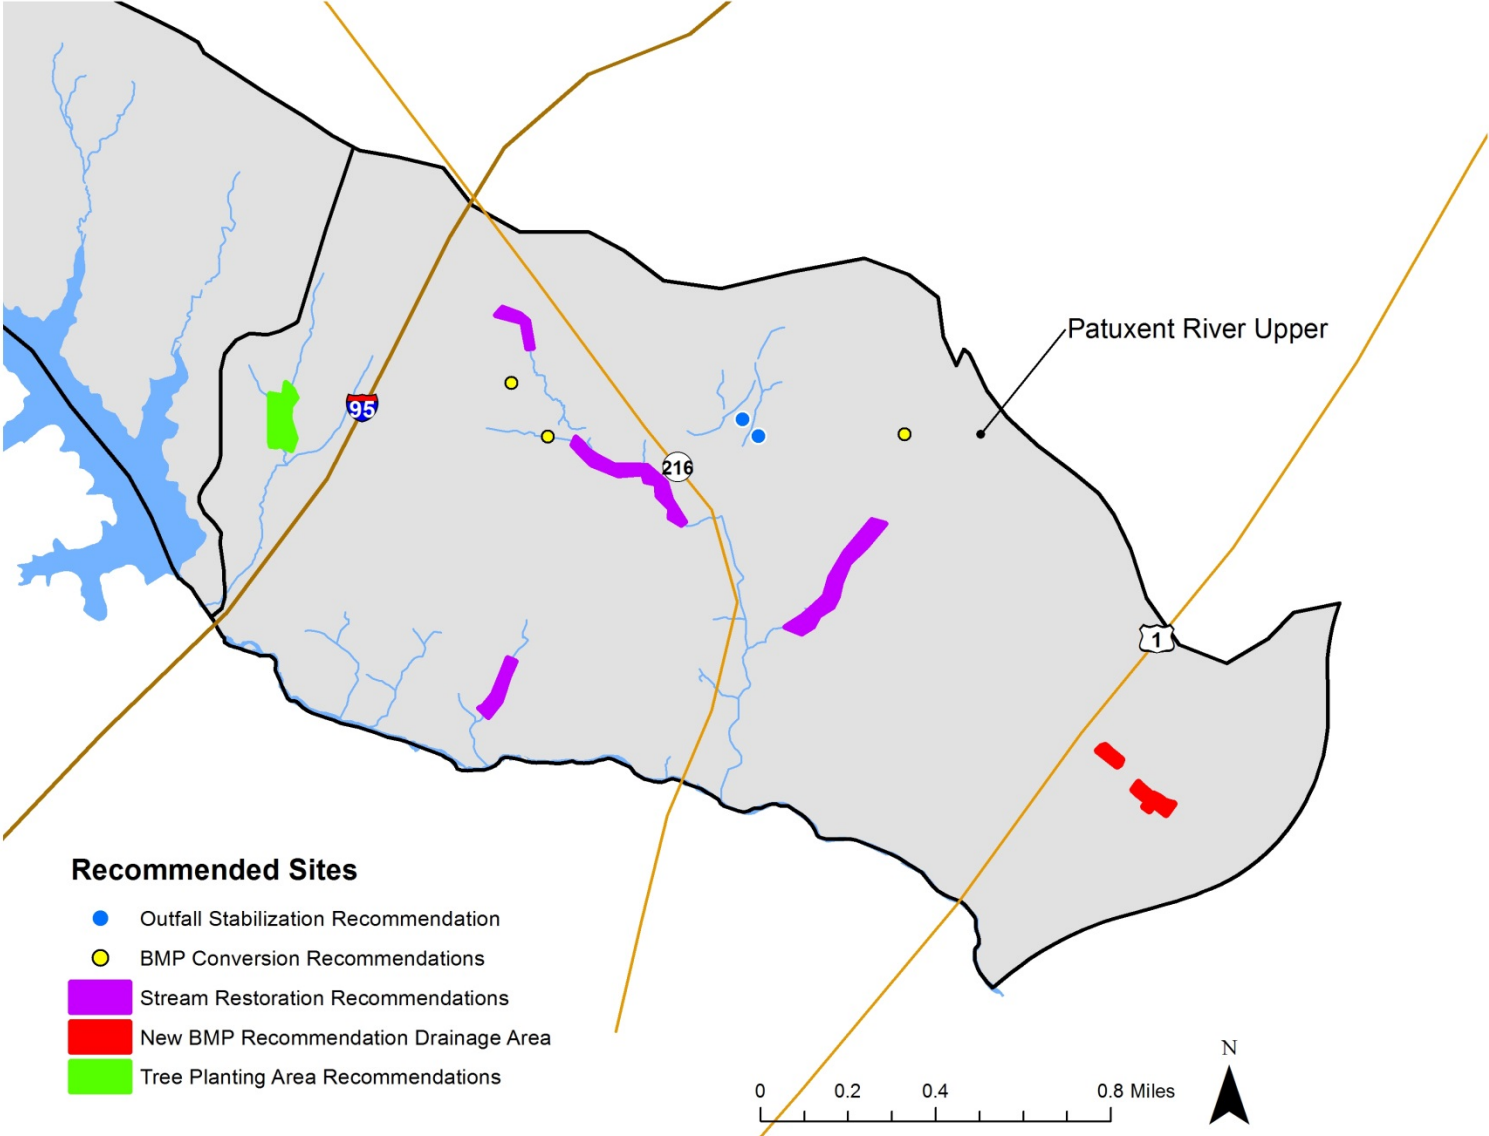 Patuxent River Upper
95
216
1
Recommended Sites
Outfall Stabilization Recommendation
BMP Conversion Recommendations
Stream Restoration Recommendations
New BMP Recommendation Drainage Area
Tree Planting Area Recommendations
N
0 0.2 0.4 0.8 Miles